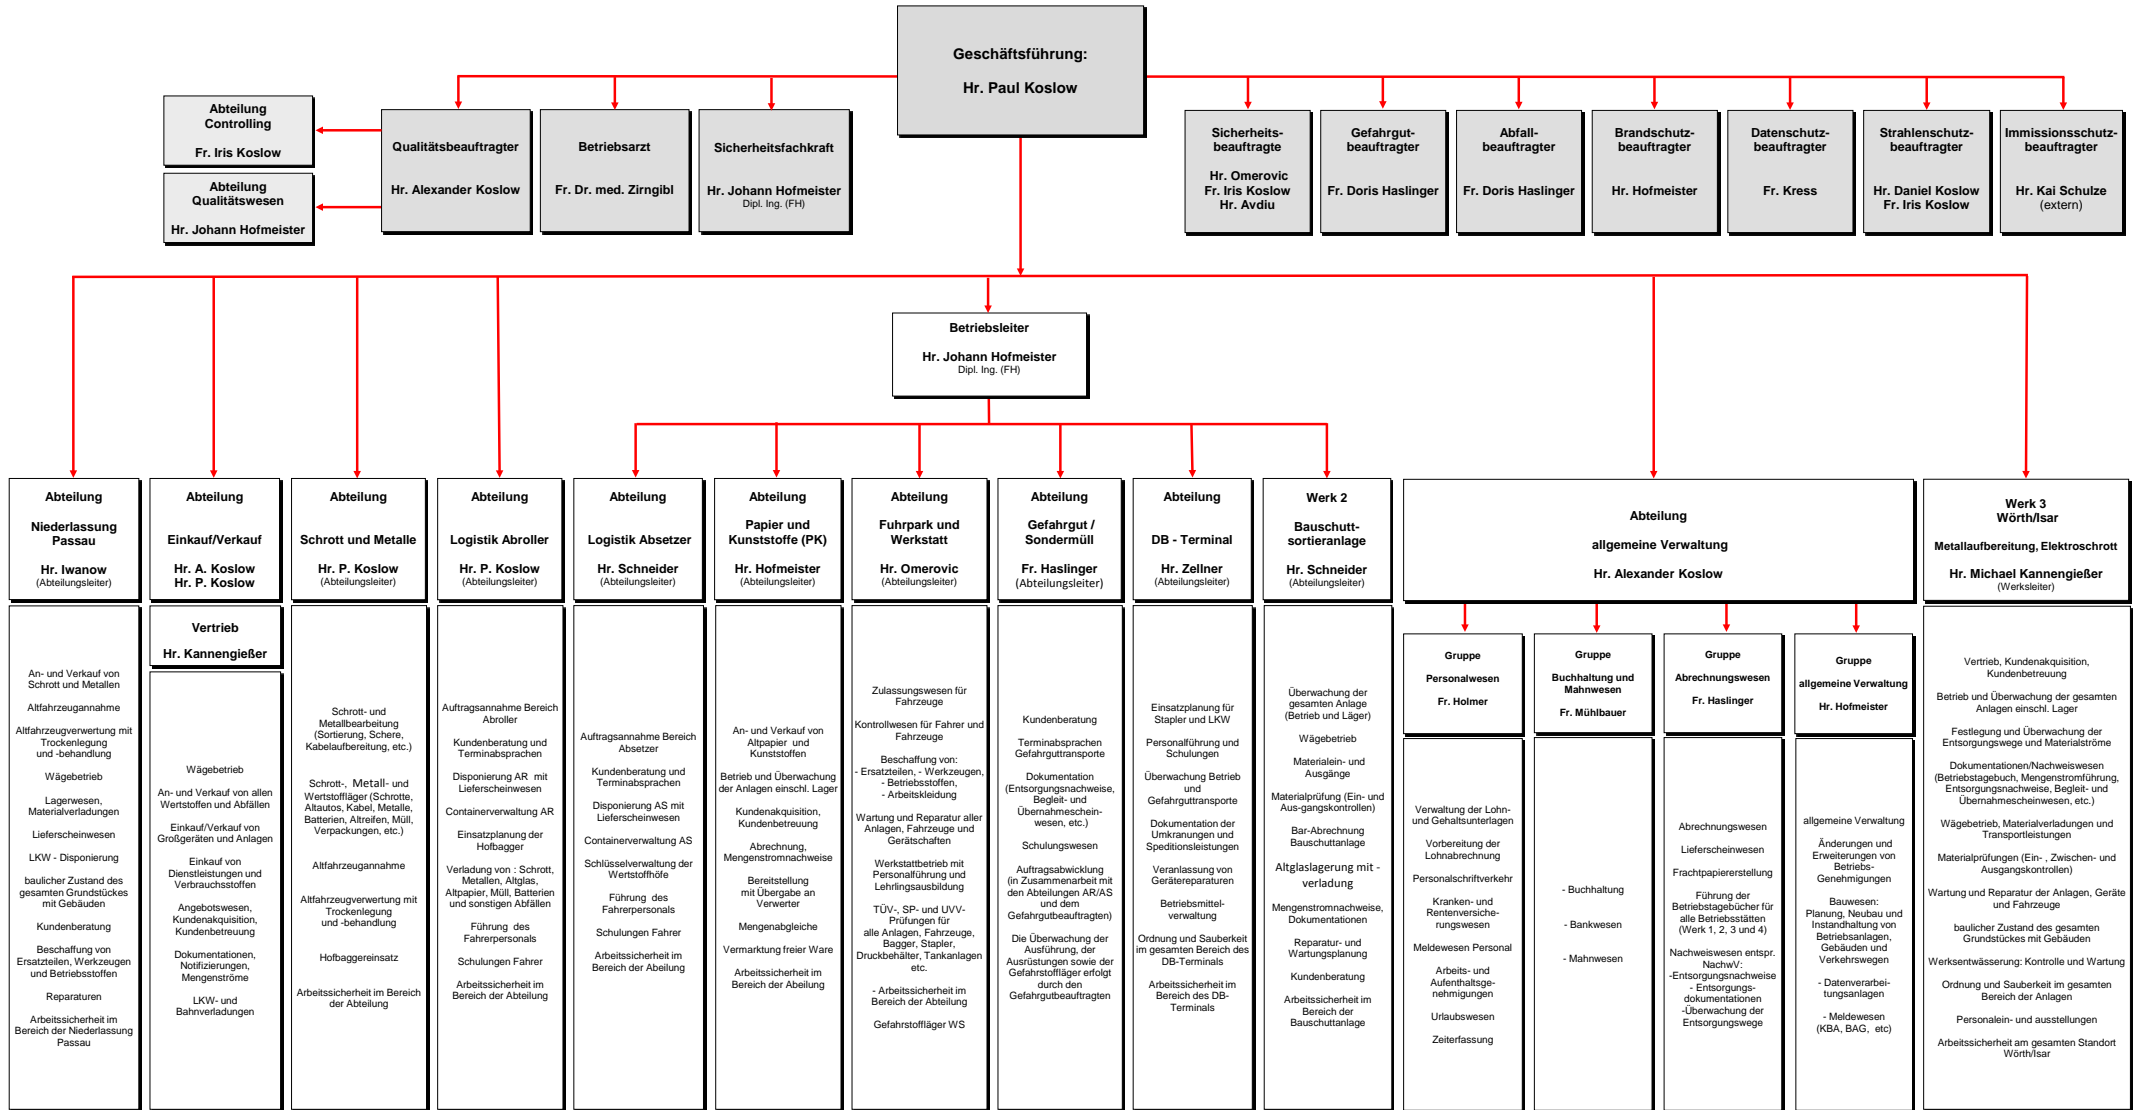 Geschäftsführung:
Hr. Paul Koslow
Abteilung
Controlling
Fr. Iris Koslow
Abteilung
Qualitätswesen
Hr. Johann Hofmeister
Qualitätsbeauftragter
Hr. Alexander Koslow
Betriebsarzt
Fr. Dr. med. Zirngibl
Sicherheitsfachkraft
Hr. Johann Hofmeister
Dipl. Ing. (FH)
Sicherheits-
beauftragte
Hr. Omerovic
Fr. Iris Koslow
Hr. Avdiu
Gefahrgut-
beauftragter
Fr. Doris Haslinger
Abfall-
beauftragter
Fr. Doris Haslinger
Brandschutz-
beauftragter
Hr. Hofmeister
Datenschutz-
beauftragter
Fr. Kress
Strahlenschutz-
beauftragter
Hr. Daniel Koslow
Fr. Iris Koslow
Immissionsschutz-
beauftragter
Hr. Kai Schulze
(extern)
Betriebsleiter
Hr. Johann Hofmeister
Dipl. Ing. (FH)
Abteilung
Niederlassung
Passau
Hr. Iwanow
(Abteilungsleiter)
An- und Verkauf von
Schrott und Metallen
Altfahrzeugannahme
Altfahrzeugverwertung mit
Trockenlegung
und -behandlung
Wägebetrieb
Lagerwesen,
Materialverladungen
Lieferscheinwesen
LKW - Disponierung
baulicher Zustand des
gesamten Grundstückes
mit Gebäuden
Kundenberatung
Beschaffung von
Ersatzteilen, Werkzeugen
und Betriebsstoffen
Reparaturen
Arbeitssicherheit im
Bereich der Niederlassung
Passau
Abteilung
Einkauf/Verkauf
Hr. A. Koslow
Hr. P. Koslow
Vertrieb
Hr. Kannengießer
Wägebetrieb
An- und Verkauf von allen
Wertstoffen und Abfällen
Einkauf/Verkauf von
Großgeräten und Anlagen
Einkauf von
Dienstleistungen und
Verbrauchsstoffen
Angebotswesen,
Kundenakquisition,
Kundenbetreuung
Dokumentationen,
Notifizierungen,
Mengenströme
LKW- und
Bahnverladungen
Abteilung
Schrott und Metalle
Hr. P. Koslow
(Abteilungsleiter)
Schrott- und
Metallbearbeitung
(Sortierung, Schere,
Kabelaufbereitung, etc.)
Schrott-, Metall- und
Wertstoffläger (Schrotte,
Altautos, Kabel, Metalle,
Batterien, Altreifen, Müll,
Verpackungen, etc.)
Altfahrzeugannahme
Altfahrzeugverwertung mit
Trockenlegung
und -behandlung
Hofbaggereinsatz
Arbeitssicherheit im Bereich
der Abteilung
Abteilung
Logistik Abroller
Hr. P. Koslow
(Abteilungsleiter)
Auftragsannahme Bereich
Abroller
Kundenberatung und
Terminabsprachen
Disponierung AR mit
Lieferscheinwesen
Containerverwaltung AR
Einsatzplanung der
Hofbagger
Verladung von : Schrott,
Metallen, Altglas,
Altpapier, Müll, Batterien
und sonstigen Abfällen
Führung des
Fahrerpersonals
Schulungen Fahrer
Arbeitssicherheit im
Bereich der Abteilung
Abteilung
Logistik Absetzer
Hr. Schneider
(Abteilungsleiter)
Auftragsannahme Bereich
Absetzer
Kundenberatung und
Terminabsprachen
Disponierung AS mit
Lieferscheinwesen
Containerverwaltung AS
Schlüsselverwaltung der
Wertstoffhöfe
Führung des
Fahrerpersonals
Schulungen Fahrer
Arbeitssicherheit im
Bereich der Abeilung
Abteilung
Papier und
Kunststoffe (PK)
Hr. Hofmeister
(Abteilungsleiter)
An- und Verkauf von
Altpapier und
Kunststoffen
Betrieb und Überwachung
der Anlagen einschl. Lager
Kundenakquisition,
Kundenbetreuung
Abrechnung,
Mengenstromnachweise
Bereitstellung
mit Übergabe an
Verwerter
Mengenabgleiche
Vermarktung freier Ware
Arbeitssicherheit im
Bereich der Abeilung
Abteilung
Fuhrpark und
Werkstatt
Hr. Omerovic
(Abteilungsleiter)
Zulassungswesen für
Fahrzeuge
Kontrollwesen für Fahrer und
Fahrzeuge
Beschaffung von:
- Ersatzteilen, - Werkzeugen,
- Betriebsstoffen,
- Arbeitskleidung
Wartung und Reparatur aller
Anlagen, Fahrzeuge und
Gerätschaften
Werkstattbetrieb mit
Personalführung und
Lehrlingsausbildung
TÜV-, SP- und UVV-
Prüfungen für
alle Anlagen, Fahrzeuge,
Bagger, Stapler,
Druckbehälter, Tankanlagen
etc.
- Arbeitssicherheit im
Bereich der Abteilung
Gefahrstoffläger WS
Abteilung
Gefahrgut /
Sondermüll
Fr. Haslinger
(Abteilungsleiter)
Kundenberatung
Terminabsprachen
Gefahrguttransporte
Dokumentation
(Entsorgungsnachweise,
Begleit- und
Übernahmeschein-
wesen, etc.)
Schulungswesen
Auftragsabwicklung
(in Zusammenarbeit mit
den Abteilungen AR/AS
und dem
Gefahrgutbeauftragten)
Die Überwachung der
Ausführung, der
Ausrüstungen sowie der
Gefahrstoffläger erfolgt
durch den
Gefahrgutbeauftragten
Abteilung
DB - Terminal
Hr. Zellner
(Abteilungsleiter)
Einsatzplanung für
Stapler und LKW
Personalführung und
Schulungen
Überwachung Betrieb
und
Gefahrguttransporte
Dokumentation der
Umkranungen und
Speditionsleistungen
Veranlassung von
Gerätereparaturen
Betriebsmittel-
verwaltung
Ordnung und Sauberkeit
im gesamten Bereich des
DB-Terminals
Arbeitssicherheit im
Bereich des DB-
Terminals
Werk 2
Bauschutt-
sortieranlage
Hr. Schneider
(Abteilungsleiter)
Überwachung der
gesamten Anlage
(Betrieb und Läger)
Wägebetrieb
Materialein- und
Ausgänge
Materialprüfung (Ein- und
Aus-gangskontrollen)
Bar-Abrechnung
Bauschuttanlage
Altglaslagerung mit -
verladung
Mengenstromnachweise,
Dokumentationen
Reparatur- und
Wartungsplanung
Kundenberatung
Arbeitssicherheit im
Bereich der
Bauschuttanlage
Abteilung
allgemeine Verwaltung
Hr. Alexander Koslow
Gruppe
Personalwesen
Fr. Holmer
Verwaltung der Lohn-
und Gehaltsunterlagen
Vorbereitung der
Lohnabrechnung
Personalschriftverkehr
Kranken- und
Rentenversiche-
rungswesen
Meldewesen Personal
Arbeits- und
Aufenthaltsge-
nehmigungen
Urlaubswesen
Zeiterfassung
Gruppe
Buchhaltung und
Mahnwesen
Fr. Mühlbauer
- Buchhaltung
- Bankwesen
- Mahnwesen
Gruppe
Abrechnungswesen
Fr. Haslinger
Abrechnungswesen
Lieferscheinwesen
Frachtpapiererstellung
Führung der
Betriebstagebücher für
alle Betriebsstätten
(Werk 1, 2, 3 und 4)
Nachweiswesen entspr.
NachwV:
-Entsorgungsnachweise
- Entsorgungs-
dokumentationen
-Überwachung der
Entsorgungswege
Gruppe
allgemeine Verwaltung
Hr. Hofmeister
allgemeine Verwaltung
Änderungen und
Erweiterungen von
Betriebs-
Genehmigungen
Bauwesen:
Planung, Neubau und
Instandhaltung von
Betriebsanlagen,
Gebäuden und
Verkehrswegen
- Datenverarbei-
tungsanlagen
- Meldewesen
(KBA, BAG, etc)
Werk 3
Wörth/Isar
Metallaufbereitung, Elektroschrott
Hr. Michael Kannengießer
(Werksleiter)
Vertrieb, Kundenakquisition,
Kundenbetreuung
Betrieb und Überwachung der gesamten
Anlagen einschl. Lager
Festlegung und Überwachung der
Entsorgungswege und Materialströme
Dokumentationen/Nachweiswesen
(Betriebstagebuch, Mengenstromführung,
Entsorgungsnachweise, Begleit- und
Übernahmescheinwesen, etc.)
Wägebetrieb, Materialverladungen und
Transportleistungen
Materialprüfungen (Ein- , Zwischen- und
Ausgangskontrollen)
Wartung und Reparatur der Anlagen, Geräte
und Fahrzeuge
baulicher Zustand des gesamten
Grundstückes mit Gebäuden
Werksentwässerung: Kontrolle und Wartung
Ordnung und Sauberkeit im gesamten
Bereich der Anlagen
Personalein- und ausstellungen
Arbeitssicherheit am gesamten Standort
Wörth/Isar